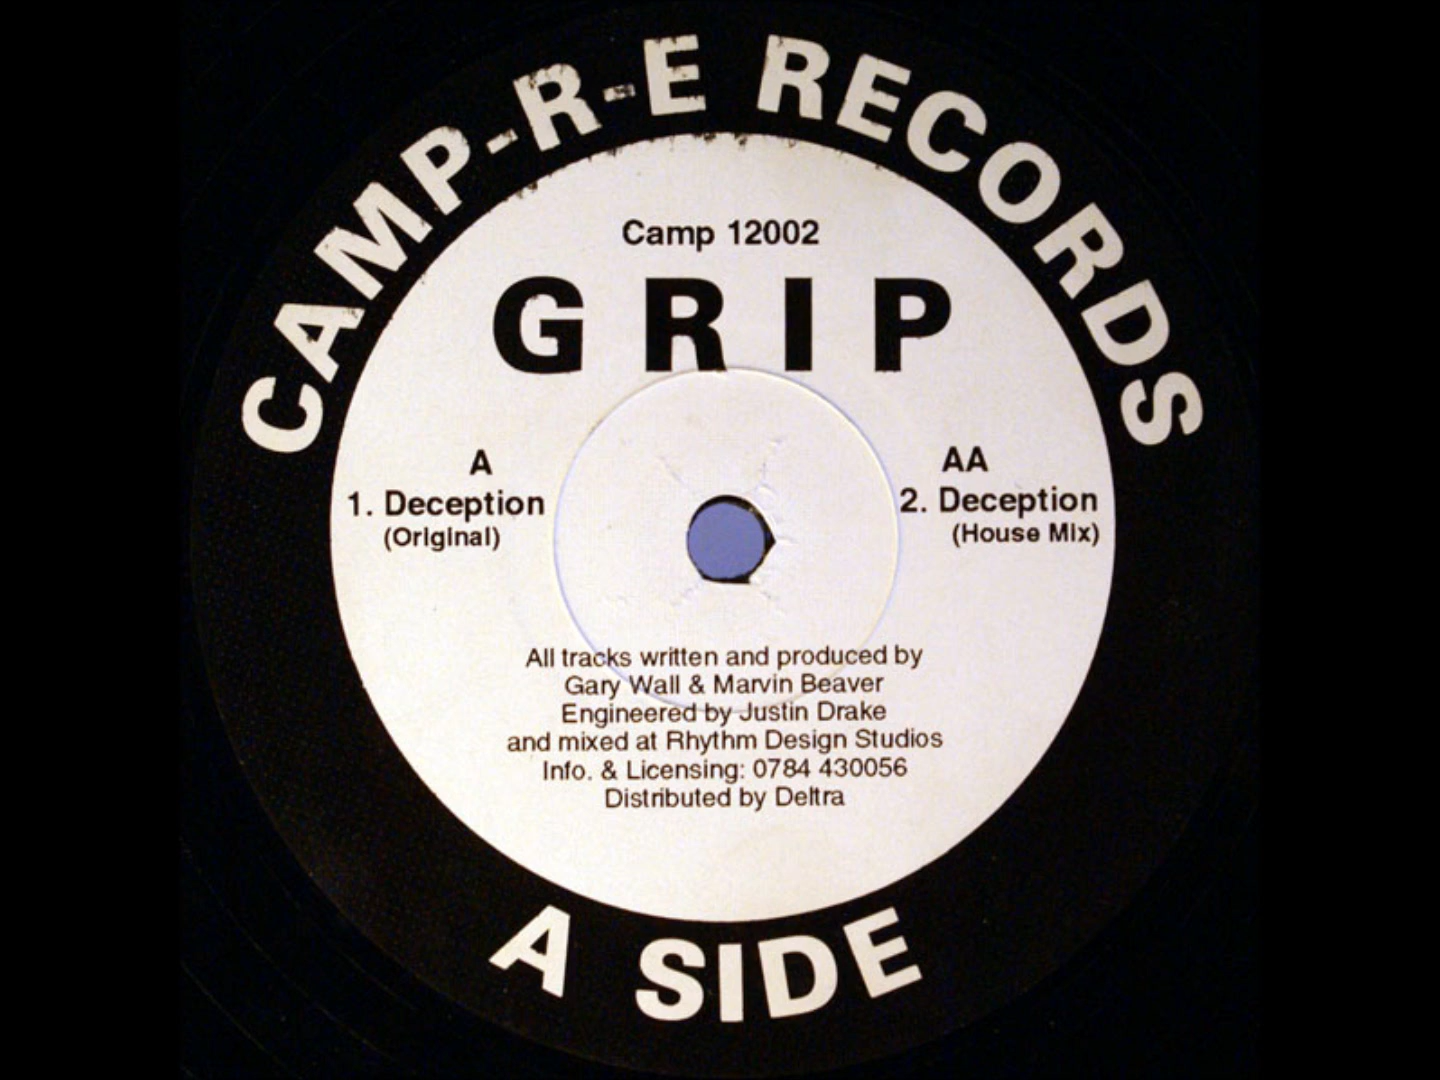 CAMP-R-E RECORDS
Camp 12002
GRIP
A
1. Deception
(Original)
AA
2. Deception
(House Mix)
All tracks written and produced by
Gary Wall & Marvin Beaver
Engineered by Justin Drake
and mixed at Rhythm Design Studios
Info. & Licensing: 0784 430056
Distributed by Deltra
A SIDE